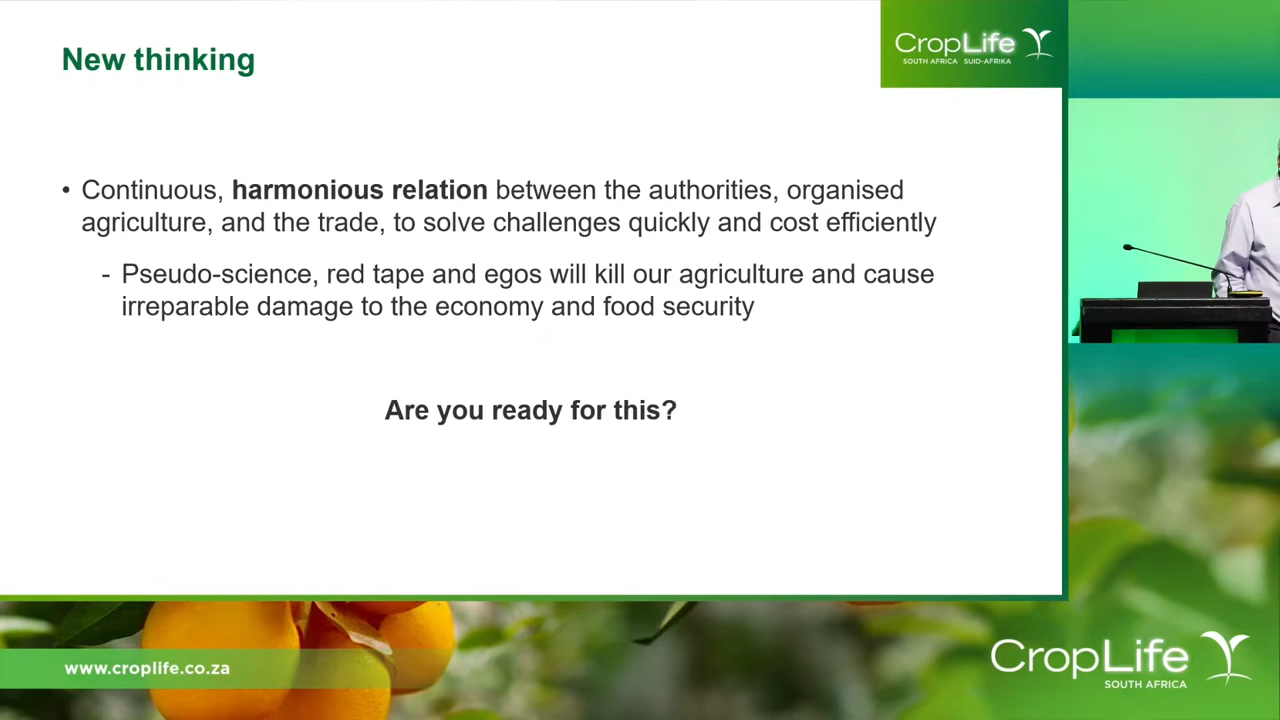 New thinking
CropLife
SOUTH AFRICA SUID-AFRIKA
• Continuous, harmonious relation between the authorities, organised
agriculture, and the trade, to solve challenges quickly and cost efficiently
- Pseudo-science, red tape and egos will kill our agriculture and cause
irreparable damage to the economy and food security
Are you ready for this?
www.croplife.co.za
CropLife
SOUTH AFRICA